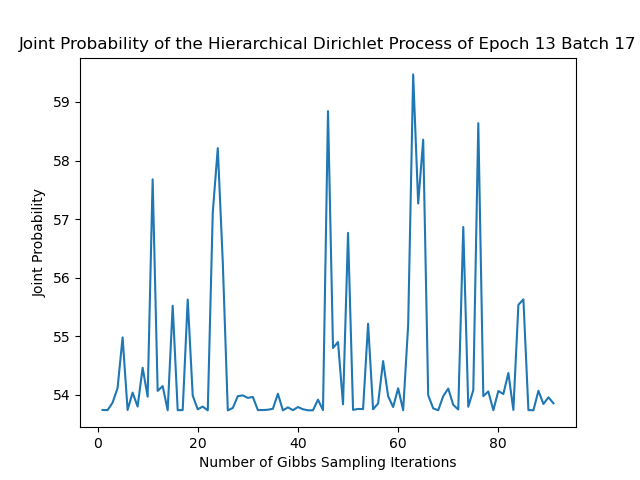 Joint Probability of the Hierarchical Dirichlet Process of Epoch 13 Batch 17
59
58
57
56
55
54
Joint Probability
0 20 40 60 80
Number of Gibbs Sampling Iterations